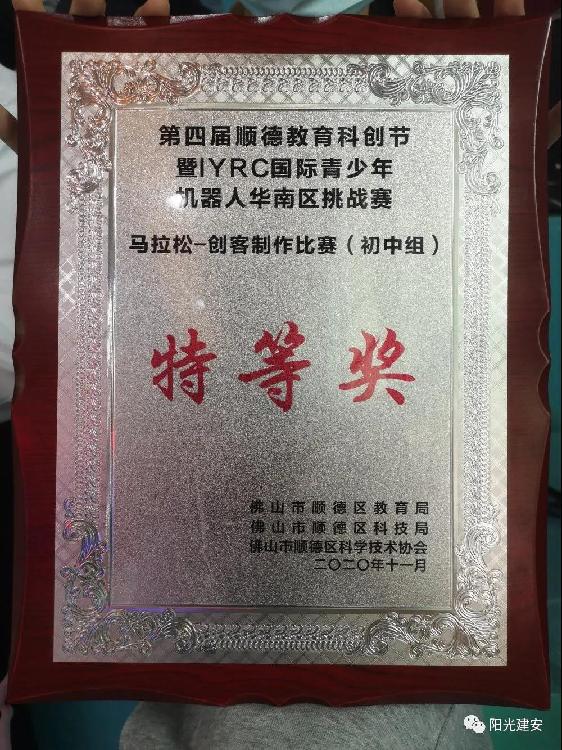 第四届顺德教育科创节
暨IYRC国际青少年
机器人华南区挑战赛
马拉松-创客制作比赛（初中组）
特等奖
佛山市顺德区教育局
佛山市顺德区科技局
佛山市顺德区科学技术协会
二〇二〇年十一月
阳光建安